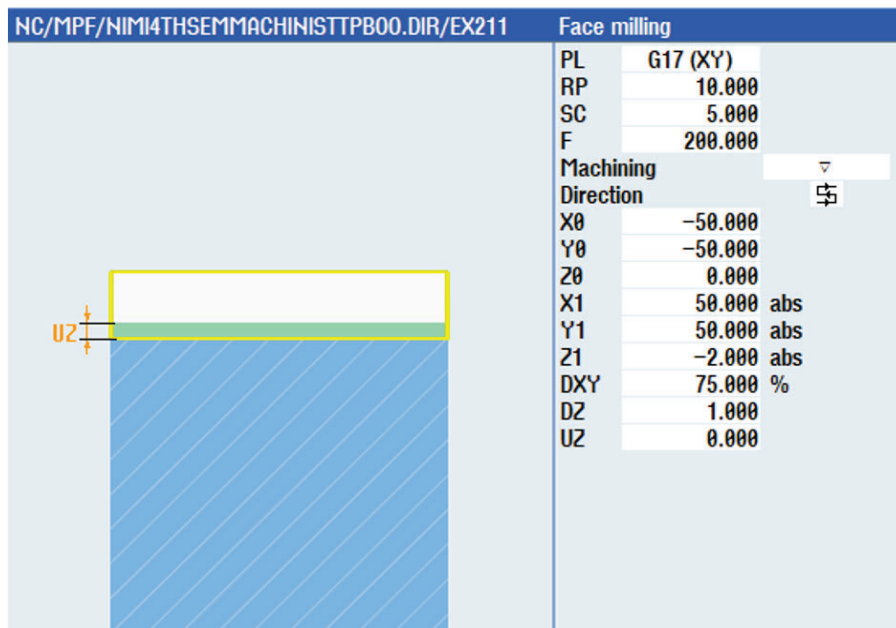 NC/MPF/NIMI4THSEMMACHINISTTPB00.DIR/EX211 Face milling
PL G17 (XY)
RP 10.000
SC 5.000
F 200.000
Machining ▽
Direction
X0 -50.000
Y0 -50.000
Z0 0.000
X1 50.000 abs
Y1 50.000 abs
Z1 -2.000 abs
DXY 75.000 %
DZ 1.000
UZ 0.000
UZ